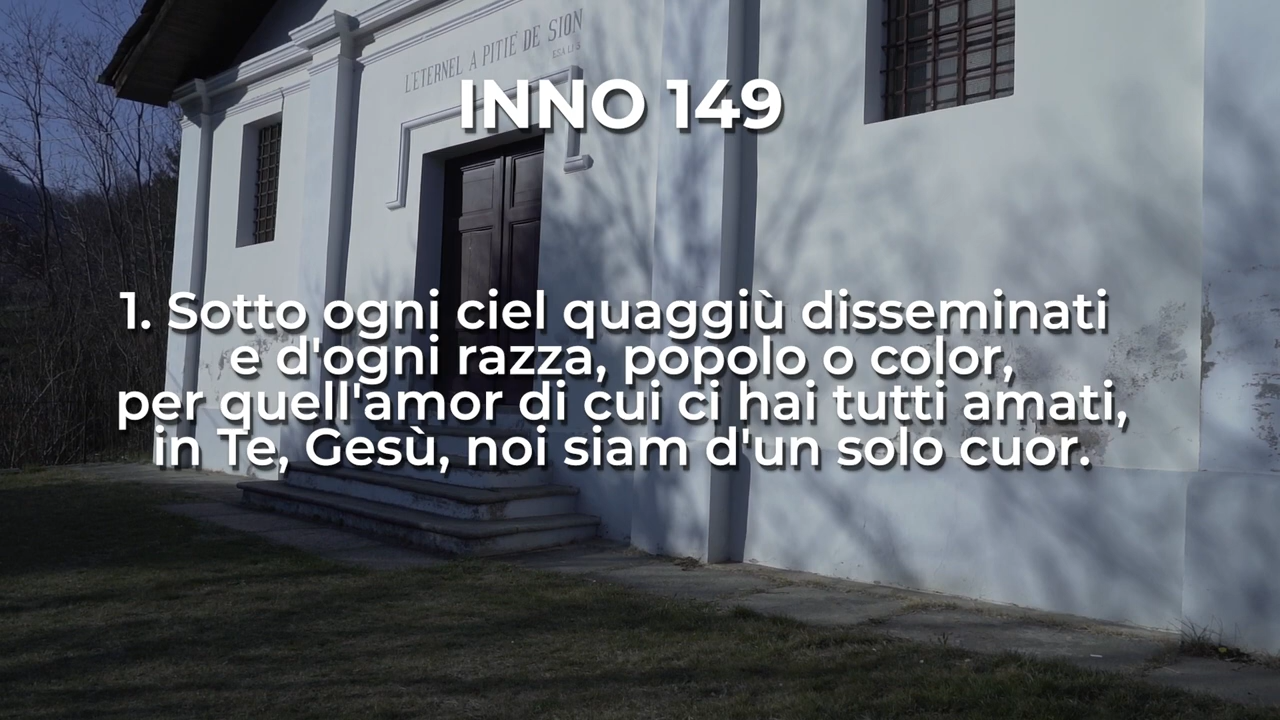 L'ETERNEL A PITIÉ DE SION
INNO 149
1. Sotto ogni ciel quaggiù disseminati
e d'ogni razza, popolo o color,
per quell'amor di cui ci hai tutti amati,
in Te, Gesù, noi siam d'un solo cuor.